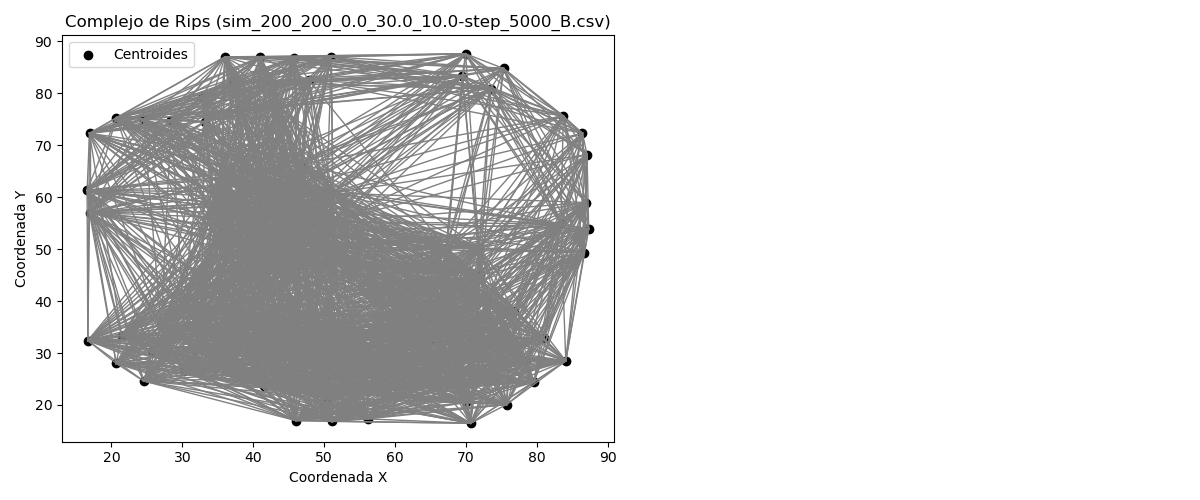 Complejo de Rips (sim_200_200_0.0_30.0_10.0-step_5000_B.csv)
Centroides
90
80
70
60
50
40
30
20
Coordenada Y
20 30 40 50 60 70 80 90
Coordenada X